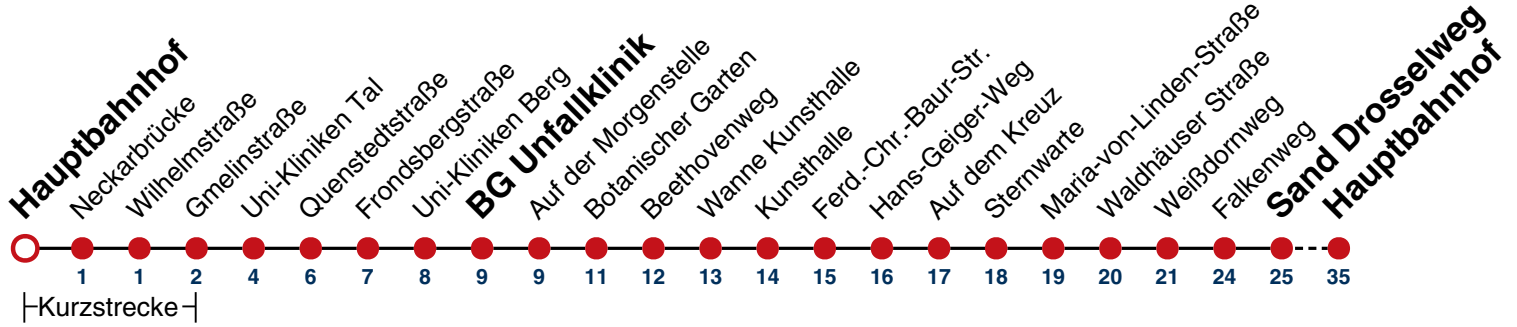 Hauptbahnhof
Neckarbrücke
Wilhelmstraße
Gmelinstraße
Uni-Kliniken Tal
Quenstedtstraße
Frondsbergstraße
Uni-Kliniken Berg
BG Unfallklinik
Auf der Morgenstelle
Botanischer Garten
Beethovenweg
Wanne Kunsthalle
Kunsthalle
Ferd.-Chr.-Baur-Str.
Hans-Geiger-Weg
Auf dem Kreuz
Sternwarte
Maria-von-Linden-Straße
Waldhäuser Straße
Weißdornweg
Falkenweg
Sand Drosselweg
Hauptbahnhof
1 1 2 4 6 7 8 9 9 11 12 13 14 15 16 17 18 19 20 21 24 25 35
Kurzstrecke